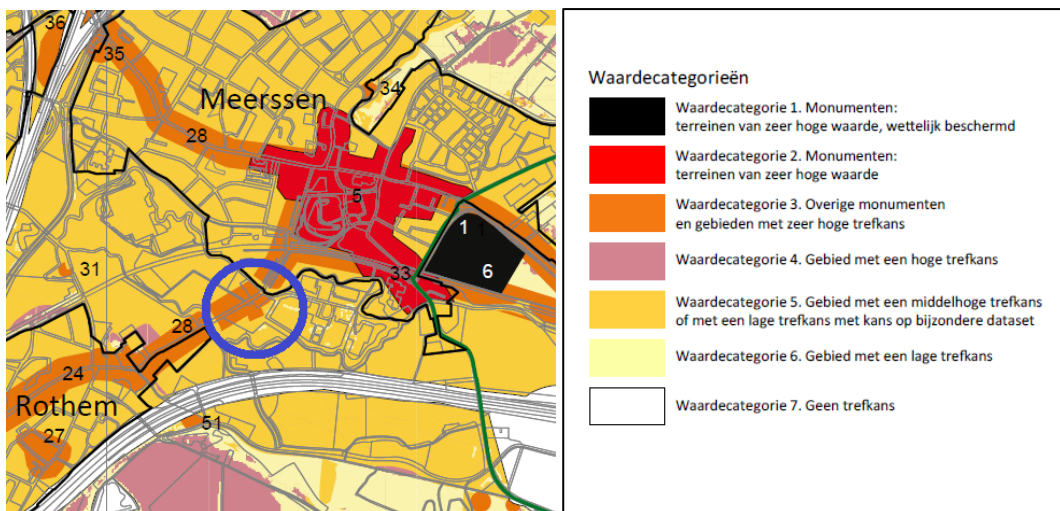 36
35
34
Meerssen
28
5
1
1
33
6
31
28
24
Rothem
27
51
Waardecategorieën
Waardecategorie 1. Monumenten:
terreinen van zeer hoge waarde, wettelijk beschermd
Waardecategorie 2. Monumenten:
terreinen van zeer hoge waarde
Waardecategorie 3. Overige monumenten
en gebieden met zeer hoge trefkans
Waardecategorie 4. Gebied met een hoge trefkans
Waardecategorie 5. Gebied met een middelhoge trefkans
of met een lage trefkans met kans op bijzondere dataset
Waardecategorie 6. Gebied met een lage trefkans
Waardecategorie 7. Geen trefkans